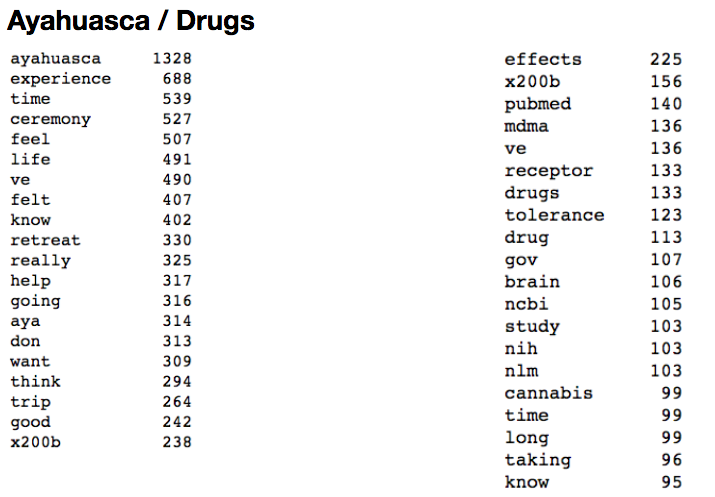 Ayahuasca / Drugs
ayahuasca 1328
experience 688
time 539
ceremony 527
feel 507
life 491
ve 490
felt 407
know 402
retreat 330
really 325
help 317
going 316
aya 314
don 313
want 309
think 294
trip 264
good 242
x200b 238
effects 225
x200b 156
pubmed 140
mdma 136
ve 136
receptor 133
drugs 133
tolerance 123
drug 113
gov 107
brain 106
ncbi 105
study 103
nih 103
nlm 103
cannabis 99
time 99
long 99
taking 96
know 95